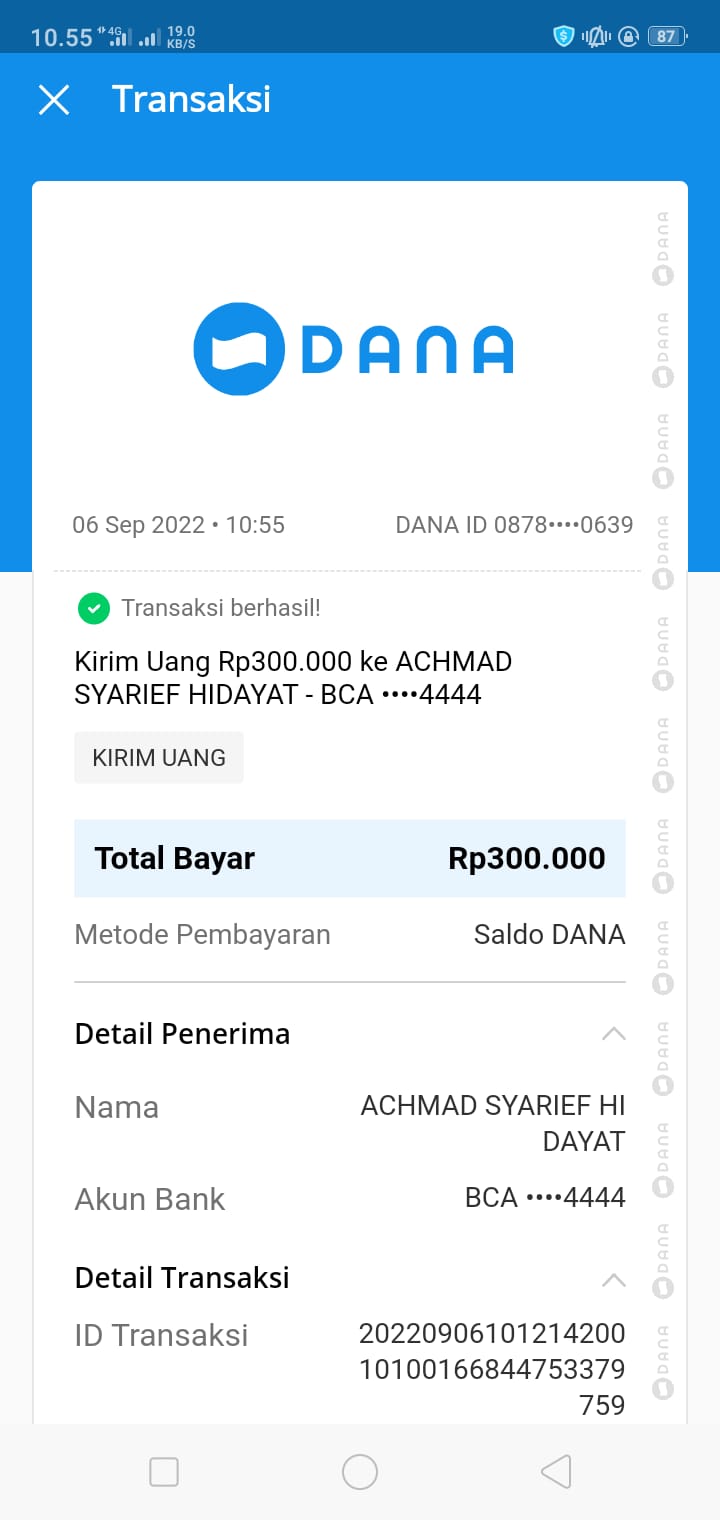 10.55 4G 19.0 KB/S 87
Transaksi
DANA
06 Sep 2022 • 10:55 DANA ID 0878••••0639
Transaksi berhasil!
Kirim Uang Rp300.000 ke ACHMAD
SYARIEF HIDAYAT - BCA ••••4444
KIRIM UANG
Total Bayar Rp300.000
Metode Pembayaran Saldo DANA
Detail Penerima
Nama ACHMAD SYARIEF HI
DAYAT
Akun Bank BCA ••••4444
Detail Transaksi
ID Transaksi 20220906101214200
10100166844753379
759
DANA
DANA
DANA
DANA
DANA
DANA
DANA
DANA
DANA
DANA
DANA
DANA